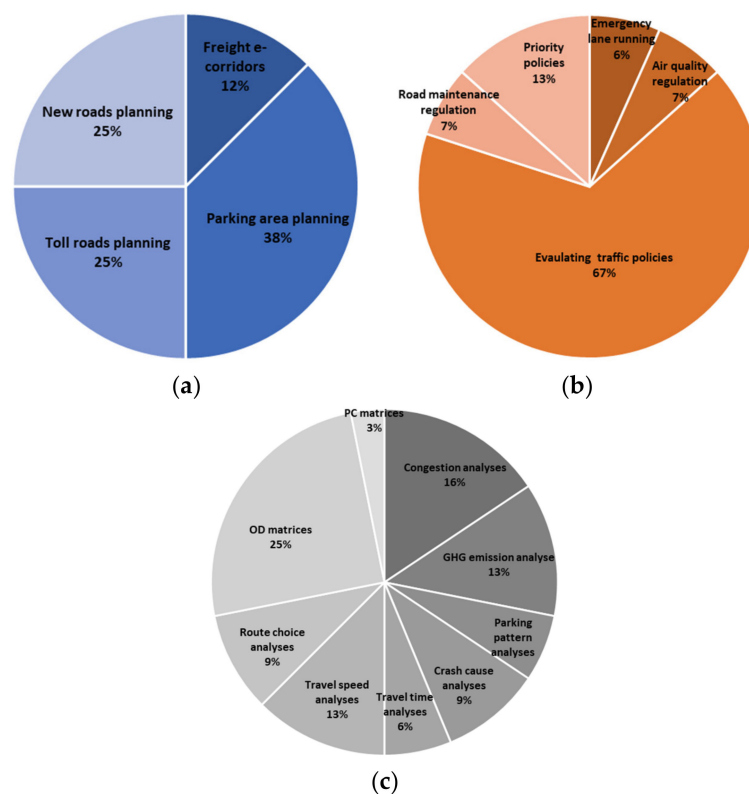 Freight e-
corridors
12%
New roads planning
25%
Parking area planning
38%
Toll roads planning
25%
(a)
Emergency
lane running
6%
Priority
policies
13%
Air quality
regulation
7%
Road maintenance
regulation
7%
Evaulating traffic policies
67%
(b)
PC matrices
3%
Congestion analyses
16%
OD matrices
25%
GHG emission analyse
13%
Parking
pattern
analyses
Route choice
analyses
9%
Crash cause
analyses
9%
Travel speed
analyses
13%
Travel time
analyses
6%
(c)